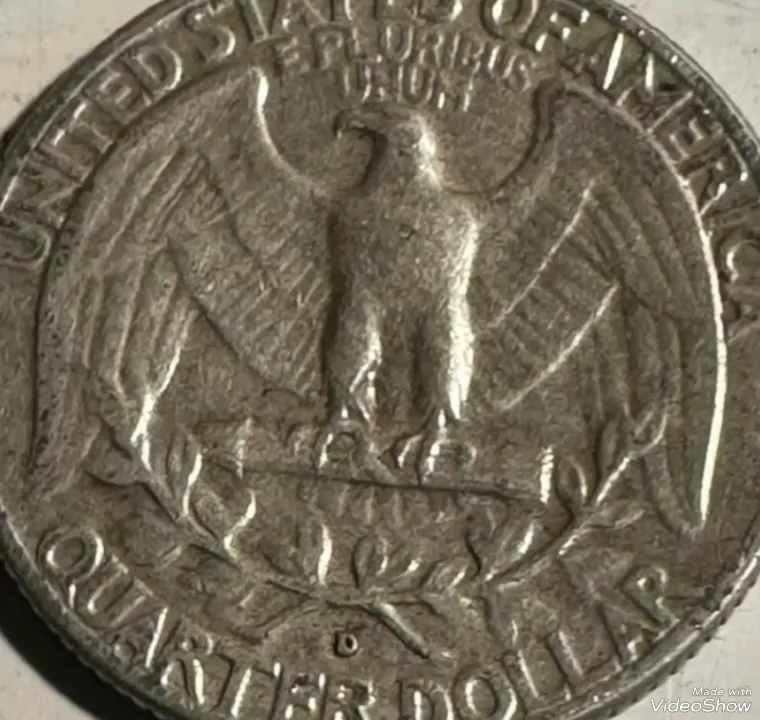 UNITED STATES OF AMERICA
E PLURIBUS
UNUM
D
QUARTER DOLLAR
Made with
VideoShow